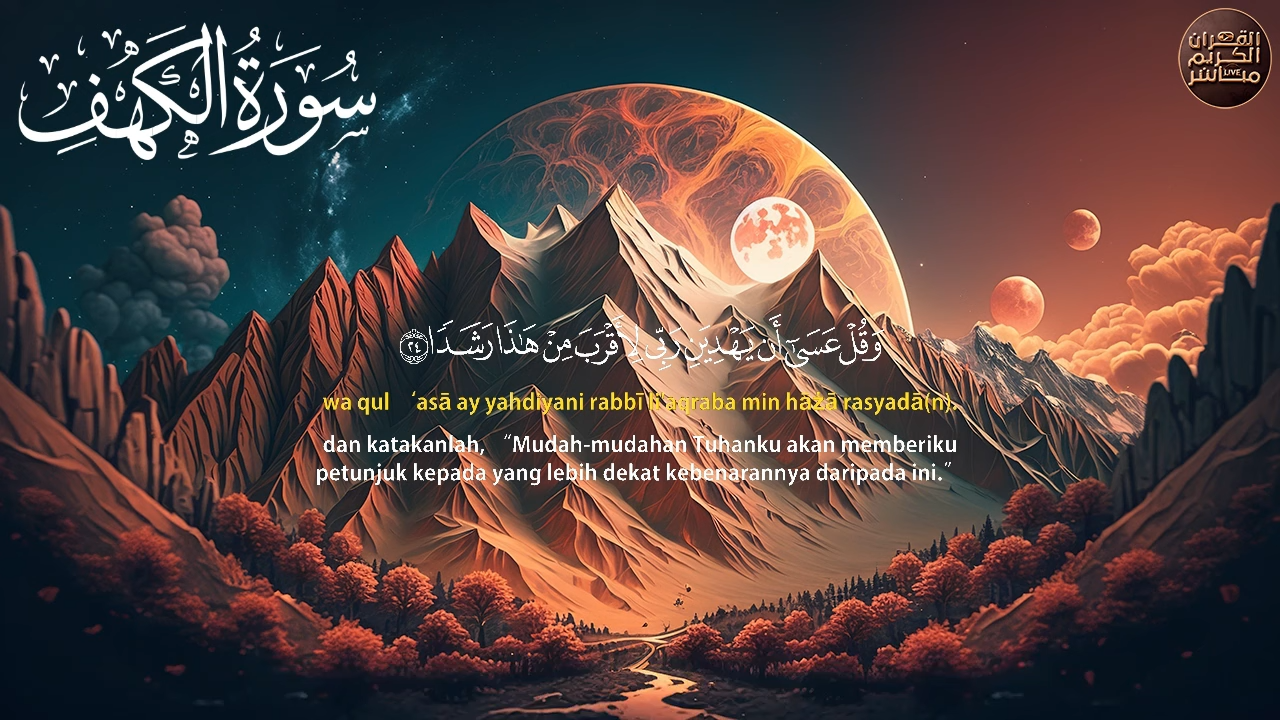 سُورَةُ الكَهْفِ
القرآن
الكريم
مباشر
LIVE
وَقُلْ عَسَىٰٓ أَن يَهْدِيَنِ رَبِّى لِأَقْرَبَ مِنْ هَٰذَا رَشَدًا ٢٤
wa qul ‘asā ay yahdiyani rabbī li'aqraba min hāżā rasyadā(n).
dan katakanlah, “Mudah-mudahan Tuhanku akan memberiku
petunjuk kepada yang lebih dekat kebenarannya daripada ini.”